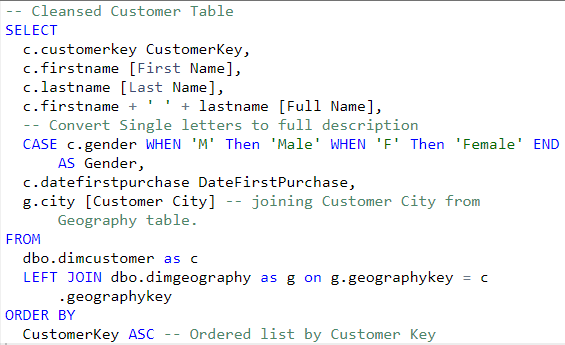 -- Cleansed Customer Table
SELECT
c.customerkey CustomerKey,
c.firstname [First Name],
c.lastname [Last Name],
c.firstname + ' ' + lastname [Full Name],
-- Convert Single letters to full description
CASE c.gender WHEN 'M' Then 'Male' WHEN 'F' Then 'Female' END
AS Gender,
c.datefirstpurchase DateFirstPurchase,
g.city [Customer City] -- joining Customer City from
Geography table.
FROM
dbo.dimcustomer as c
LEFT JOIN dbo.dimgeography as g on g.geographykey = c
.geographykey
ORDER BY
CustomerKey ASC -- Ordered list by Customer Key